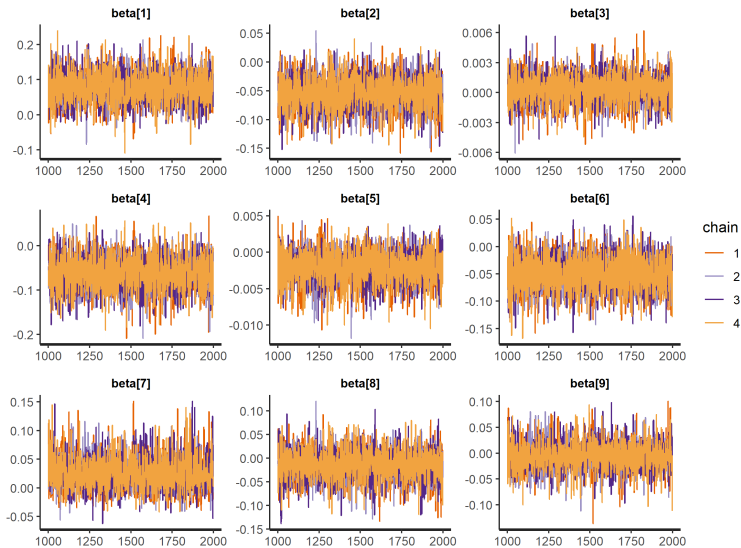 beta[1] beta[2] beta[3]
0.2 0.1 0.0 -0.1
0.05 0.00 -0.05 -0.10 -0.15
0.006 0.003 0.000 -0.003 -0.006
1000 1250 1500 1750 2000 1000 1250 1500 1750 2000 1000 1250 1500 1750 2000
beta[4] beta[5] beta[6]
0.0 -0.1 -0.2
0.005 0.000 -0.005 -0.010
0.05 0.00 -0.05 -0.10 -0.15
1000 1250 1500 1750 2000 1000 1250 1500 1750 2000 1000 1250 1500 1750 2000
beta[7] beta[8] beta[9]
0.15 0.10 0.05 0.00 -0.05
0.10 0.05 0.00 -0.05 -0.10 -0.15
0.10 0.05 0.00 -0.05 -0.10
1000 1250 1500 1750 2000 1000 1250 1500 1750 2000 1000 1250 1500 1750 2000
chain
1
2
3
4